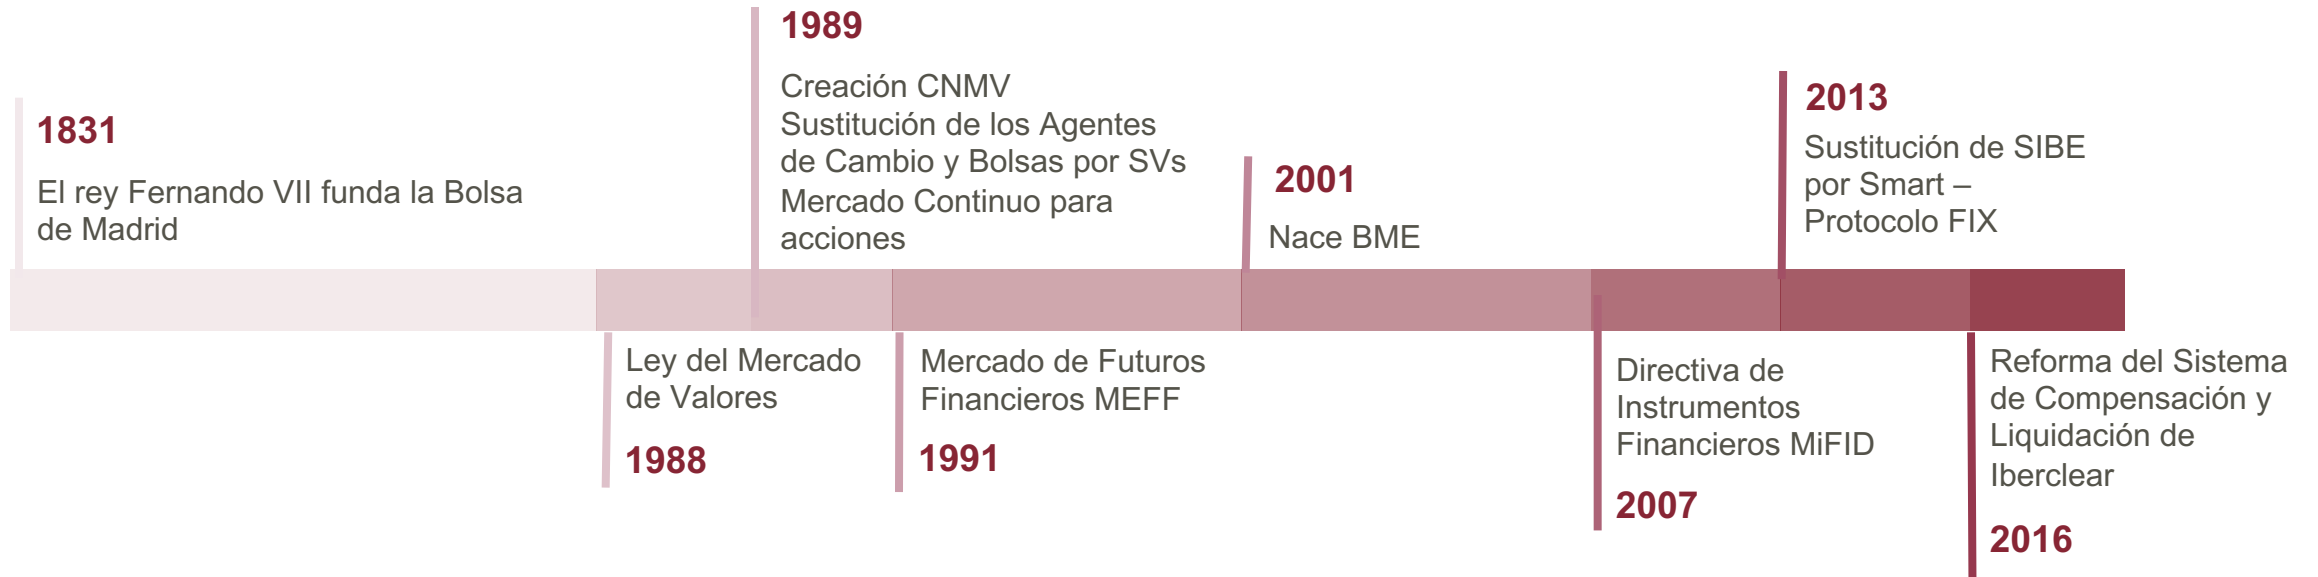 1831
El rey Fernando VII funda la Bolsa
de Madrid
Ley del Mercado
de Valores
1988
1989
Creación CNMV
Sustitución de los Agentes
de Cambio y Bolsas por SVs
Mercado Continuo para
acciones
Mercado de Futuros
Financieros MEFF
1991
2001
Nace BME
Directiva de
Instrumentos
Financieros MiFID
2007
2013
Sustitución de SIBE
por Smart –
Protocolo FIX
Reforma del Sistema
de Compensación y
Liquidación de
Iberclear
2016